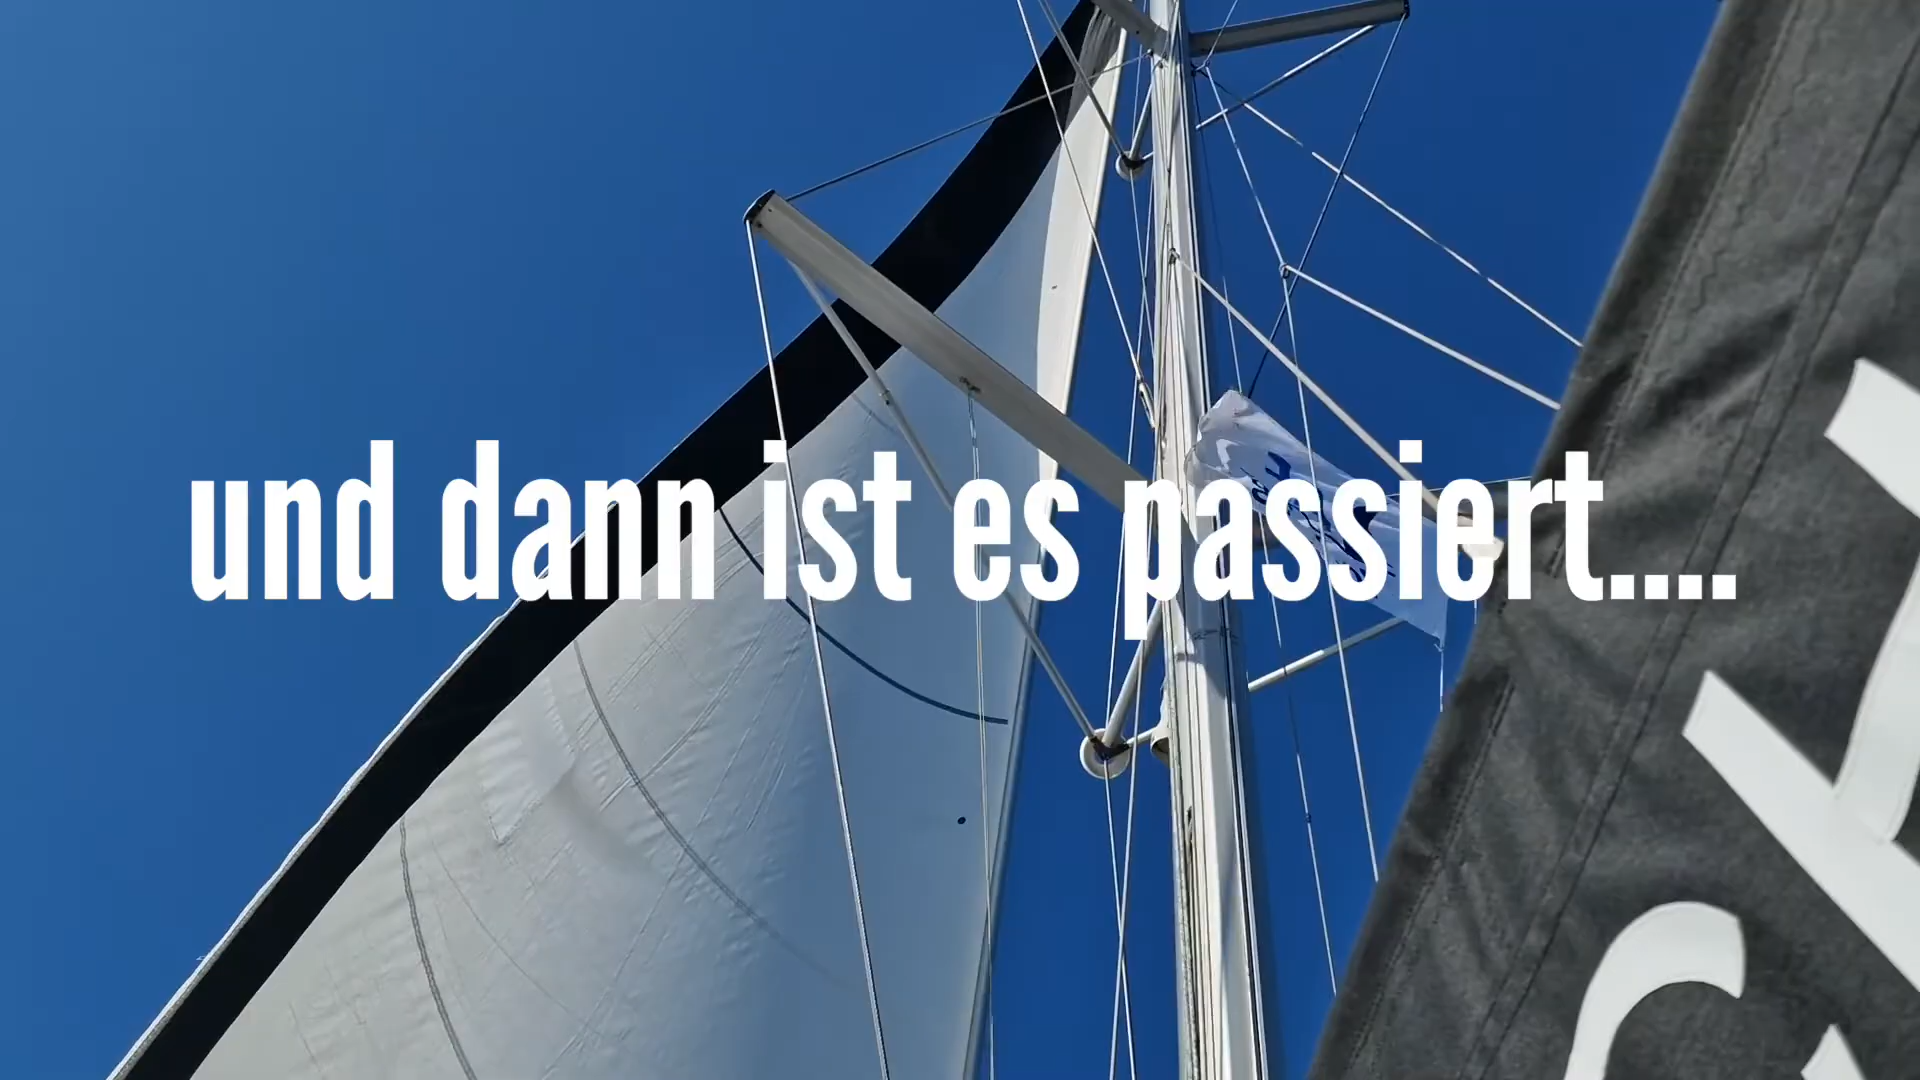 und dann ist es passiert....